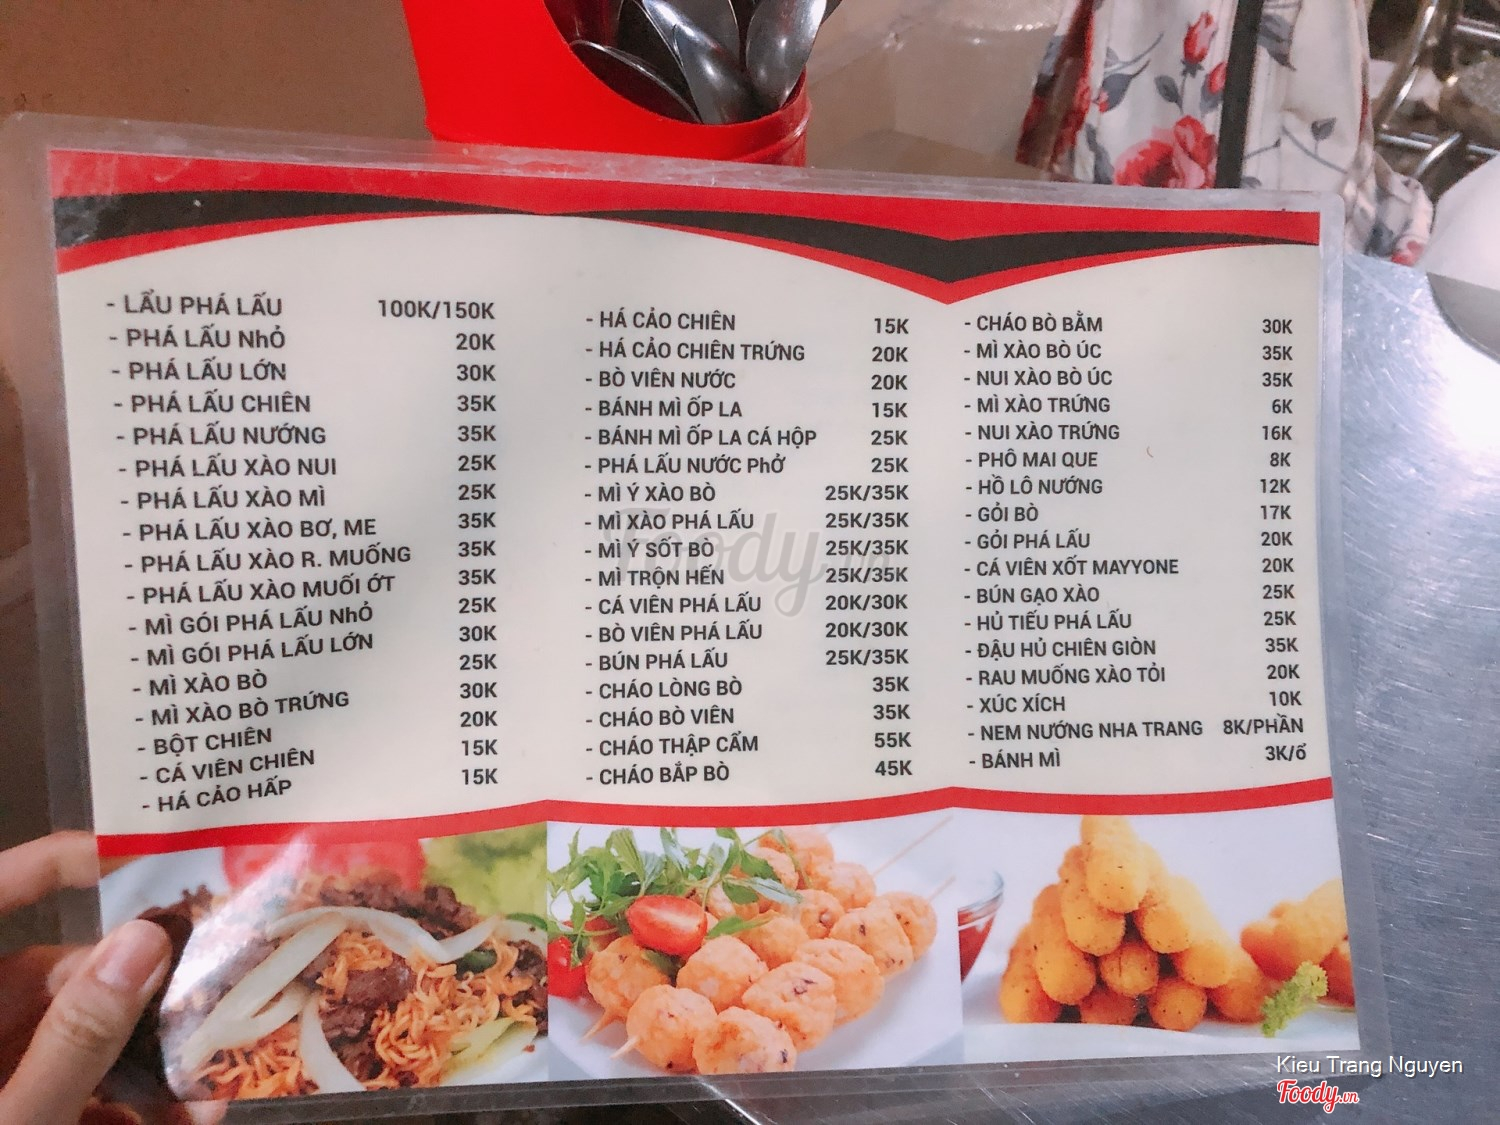 - LẨU PHÁ LẤU 100K/150K
- PHÁ LẤU NhỎ 20K
- PHÁ LẤU LỚN 30K
- PHÁ LẤU CHIÊN 35K
- PHÁ LẤU NƯỚNG 35K
- PHÁ LẤU XÀO NUI 25K
- PHÁ LẤU XÀO MÌ 25K
- PHÁ LẤU XÀO BƠ, ME 35K
- PHÁ LẤU XÀO R. MUỐNG 35K
- PHÁ LẤU XÀO MUỐI ỚT 35K
- MÌ GÓI PHÁ LẤU NhỎ 25K
- MÌ GÓI PHÁ LẤU LỚN 30K
- MÌ XÀO BÒ 25K
- MÌ XÀO BÒ TRỨNG 30K
- BỘT CHIÊN 20K
- CÁ VIÊN CHIÊN 15K
- HÁ CẢO HẤP 15K
- HÁ CẢO CHIÊN 15K
- HÁ CẢO CHIÊN TRỨNG 20K
- BÒ VIÊN NƯỚC 20K
- BÁNH MÌ ỐP LA 15K
- BÁNH MÌ ỐP LA CÁ HỘP 25K
- PHÁ LẤU NƯỚC PhỞ 25K
- MÌ Ý XÀO BÒ 25K/35K
- MÌ XÀO PHÁ LẤU 25K/35K
- MÌ Ý SỐT BÒ 25K/35K
- MÌ TRỘN HẾN 25K/35K
- CÁ VIÊN PHÁ LẤU 20K/30K
- BÒ VIÊN PHÁ LẤU 20K/30K
- BÚN PHÁ LẤU 25K/35K
- CHÁO LÒNG BÒ 35K
- CHÁO BÒ VIÊN 35K
- CHÁO THẬP CẨM 55K
- CHÁO BẮP BÒ 45K
- CHÁO BÒ BẰM 30K
- MÌ XÀO BÒ ÚC 35K
- NUI XÀO BÒ ÚC 35K
- MÌ XÀO TRỨNG 6K
- NUI XÀO TRỨNG 16K
- PHÔ MAI QUE 8K
- HỒ LÔ NƯỚNG 12K
- GỎI BÒ 17K
- GỎI PHÁ LẤU 20K
- CÁ VIÊN XỐT MAYYONE 20K
- BÚN GẠO XÀO 25K
- HỦ TIẾU PHÁ LẤU 25K
- ĐẬU HỦ CHIÊN GIÒN 35K
- RAU MUỐNG XÀO TỎI 20K
- XÚC XÍCH 10K
- NEM NƯỚNG NHA TRANG 8K/PHẦN
- BÁNH MÌ 3K/Ổ
Foody.vn
Kieu Trang Nguyen
Foody.vn